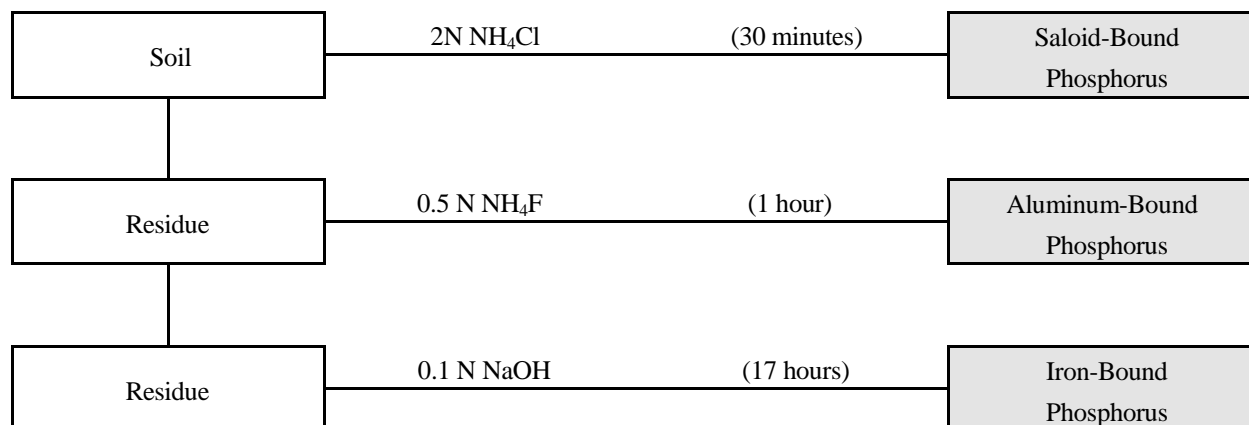 Soil
2N NH₄Cl (30 minutes)
Saloid-Bound
Phosphorus
Residue
0.5 N NH₄F (1 hour)
Aluminum-Bound
Phosphorus
Residue
0.1 N NaOH (17 hours)
Iron-Bound
Phosphorus